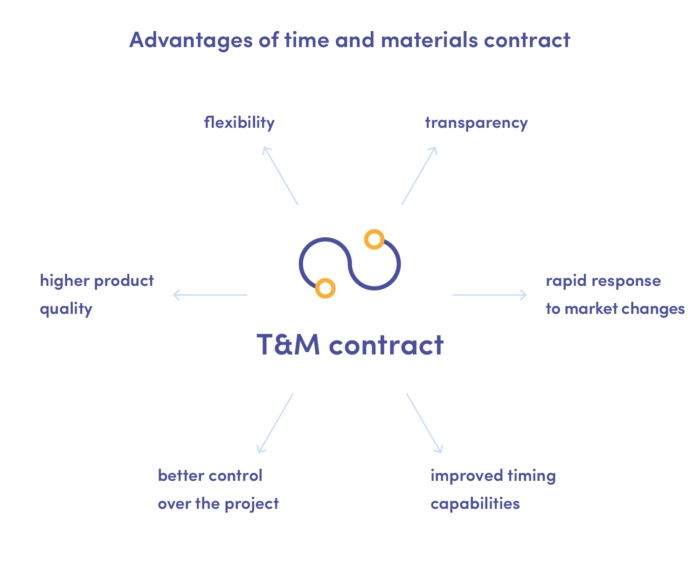 Advantages of time and materials contract
flexibility
transparency
higher product
quality
rapid response
to market changes
T&M contract
better control
over the project
improved timing
capabilities